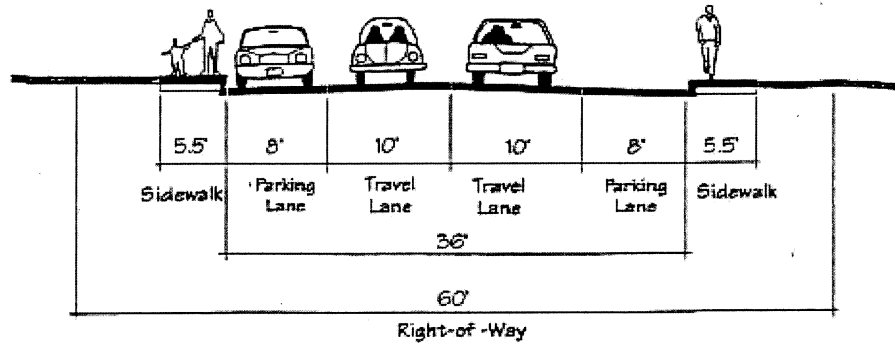 5.5' 8' 10' 10' 8' 5.5'
Sidewalk Parking Lane Travel Lane Travel Lane Parking Lane Sidewalk
36'
60'
Right-of-Way